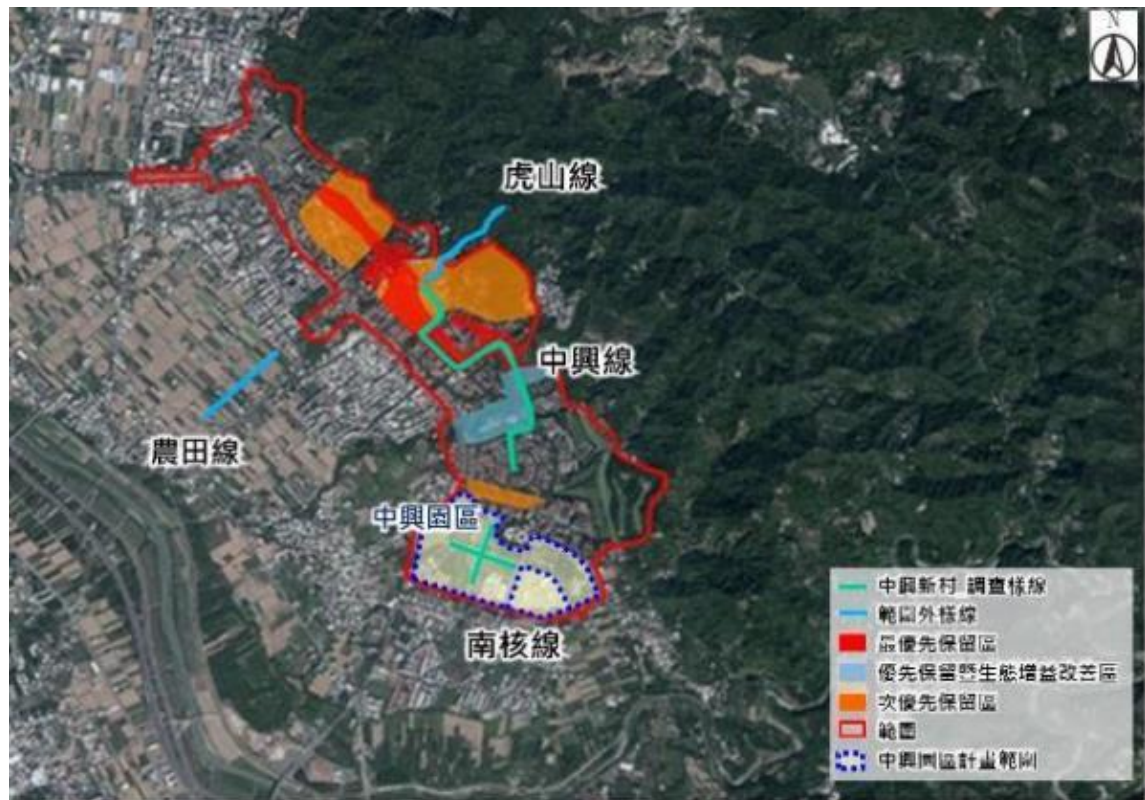 N
虎山線
中興線
農田線
中興園區
南核線
中興新村 調查樣線
範圍外樣線
最優先保留區
優先保留暨生態增益改善區
次優先保留區
範圍
中興園區計畫範圍